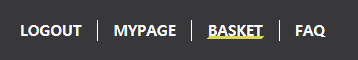 LOGOUT | MYPAGE | BASKET | FAQ